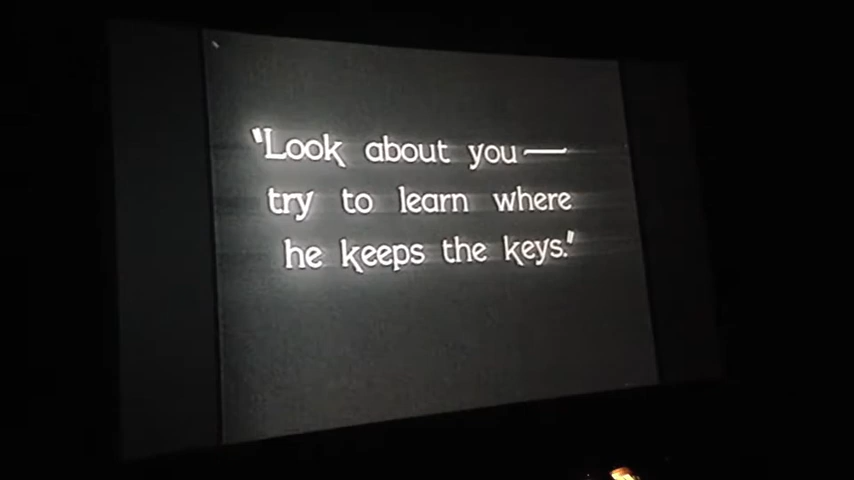 "Look about you—
try to learn where
he keeps the keys."